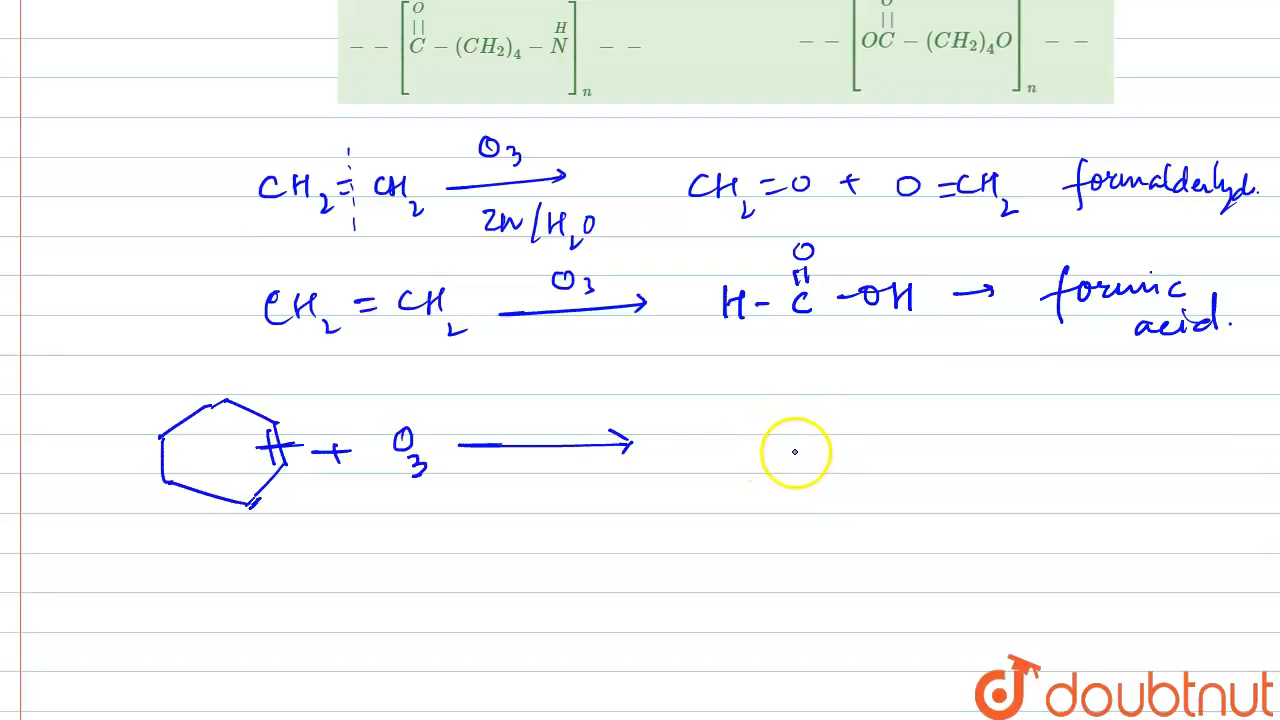 O O
|| H ||
-- [ C - (CH₂)₄ - N ]ₙ -- -- [ OC - (CH₂)₄O ]ₙ --
CH₂ = CH₂ O₃ Zn/H₂O CH₂=O + O=CH₂ formalderhyde.
O
CH₂ = CH₂ O₃ H - C - OH → formic
acid.
+ O₃ →
doubtnut